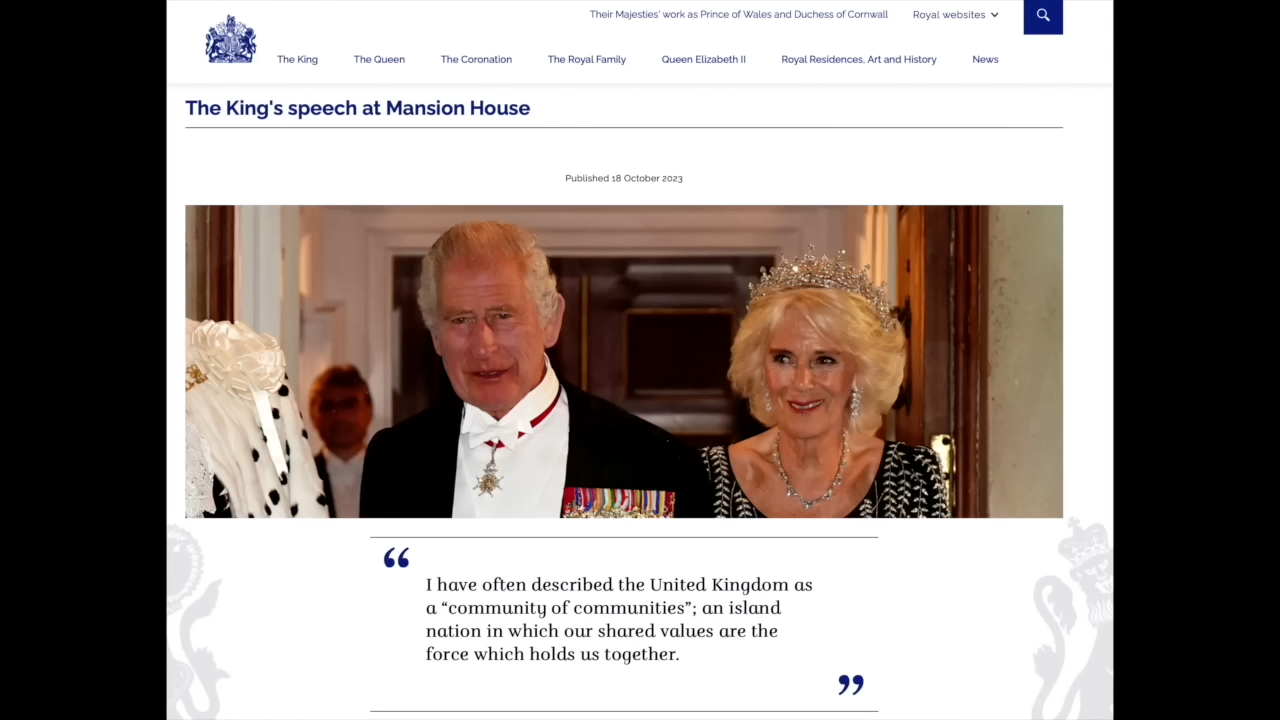 Their Majesties' work as Prince of Wales and Duchess of Cornwall
Royal websites
The King
The Queen
The Coronation
The Royal Family
Queen Elizabeth II
Royal Residences, Art and History
News
The King's speech at Mansion House
Published 18 October 2023
“
I have often described the United Kingdom as
a “community of communities”; an island
nation in which our shared values are the
force which holds us together.
”